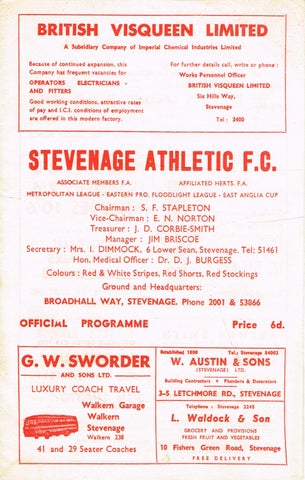 BRITISH VISQUEEN LIMITED
A Subsidiary Company of Imperial Chemical Industries Limited
Because of continued expansion, this
Company has frequent vacancies for
OPERATORS ELECTRICIANS -
AND FITTERS
Good working conditions, attractive rates
of pay and I.C.I. conditions of employment
are offered in this modern factory.
For further details call, write or phone :
Works Personnel Officer
BRITISH VISQUEEN LIMITED
Six Hills Way,
Stevenage
Tel : 3400
STEVENAGE ATHLETIC F.C.
ASSOCIATE MEMBERS F.A. AFFILIATED HERTS. F.A.
METROPOLITAN LEAGUE - EASTERN PRO. FLOODLIGHT LEAGUE - EAST ANGLIA CUP
Chairman : S. F. STAPLETON
Vice-Chairman : E. N. NORTON
Treasurer : J. D. CORBIE-SMITH
Manager : JIM BRISCOE
Secretary : Mrs. I. DIMMOCK, 6 Lower Sean, Stevenage. Tel: 51461
Hon. Medical Officer : Dr. D. J. BURGESS
Colours : Red & White Stripes, Red Shorts, Red Stockings
Ground and Headquarters:
BROADHALL WAY, STEVENAGE. Phone 2001 & 53866
OFFICIAL PROGRAMME Price 6d.
G. W. SWORDER
AND SONS LTD.
LUXURY COACH TRAVEL
Walkern Garage
Walkern
Stevenage
Walkern 238
41 and 29 Seater Coaches
Established 1800 Tel.: Stevenage 54002
W. AUSTIN & SONS
(STEVENAGE) LTD.
Building Contractors - Plumbers & Decorators
3-5 LETCHMORE RD., STEVENAGE
Telephone : Stevenage 2245
L. Waldock & Son
GROCERY AND PROVISIONS
FRESH FRUIT AND VEGETABLES
10 Fishers Green Road, Stevenage
FREE DELIVERY